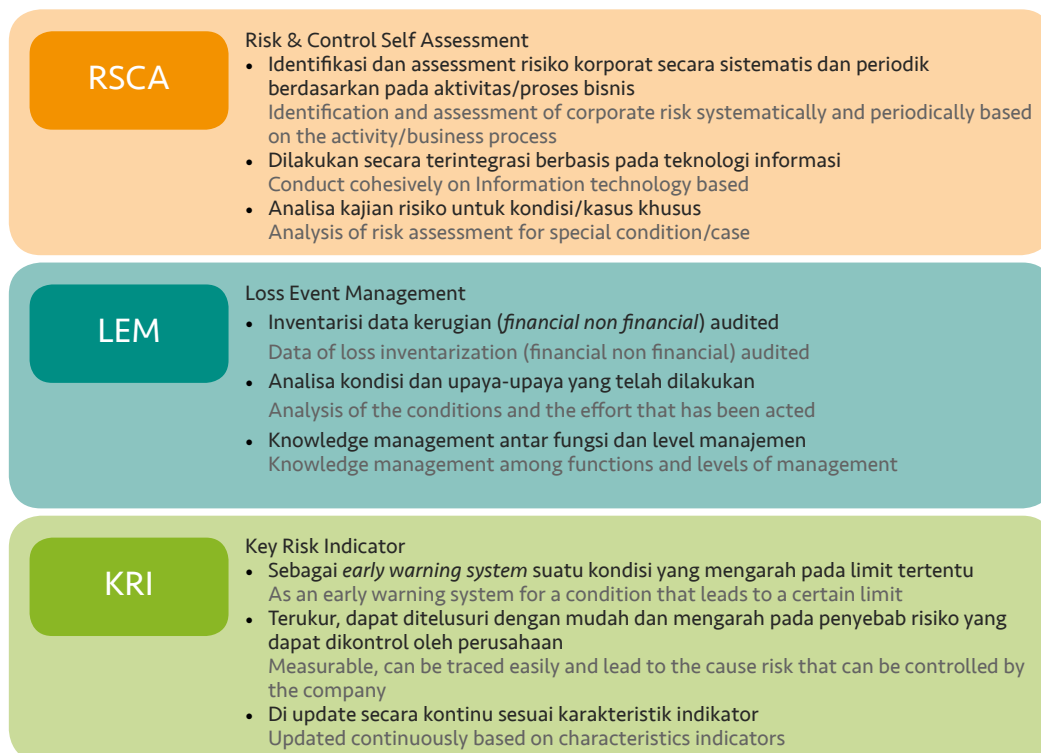 RSCA
Risk & Control Self Assessment
• Identifikasi dan assessment risiko korporat secara sistematis dan periodik
berdasarkan pada aktivitas/proses bisnis
Identification and assessment of corporate risk systematically and periodically based
on the activity/business process
• Dilakukan secara terintegrasi berbasis pada teknologi informasi
Conduct cohesively on Information technology based
• Analisa kajian risiko untuk kondisi/kasus khusus
Analysis of risk assessment for special condition/case
LEM
Loss Event Management
• Inventarisi data kerugian (financial non financial) audited
Data of loss inventarization (financial non financial) audited
• Analisa kondisi dan upaya-upaya yang telah dilakukan
Analysis of the conditions and the effort that has been acted
• Knowledge management antar fungsi dan level manajemen
Knowledge management among functions and levels of management
KRI
Key Risk Indicator
• Sebagai early warning system suatu kondisi yang mengarah pada limit tertentu
As an early warning system for a condition that leads to a certain limit
• Terukur, dapat ditelusuri dengan mudah dan mengarah pada penyebab risiko yang
dapat dikontrol oleh perusahaan
Measurable, can be traced easily and lead to the cause risk that can be controlled by
the company
• Di update secara kontinu sesuai karakteristik indikator
Updated continuously based on characteristics indicators